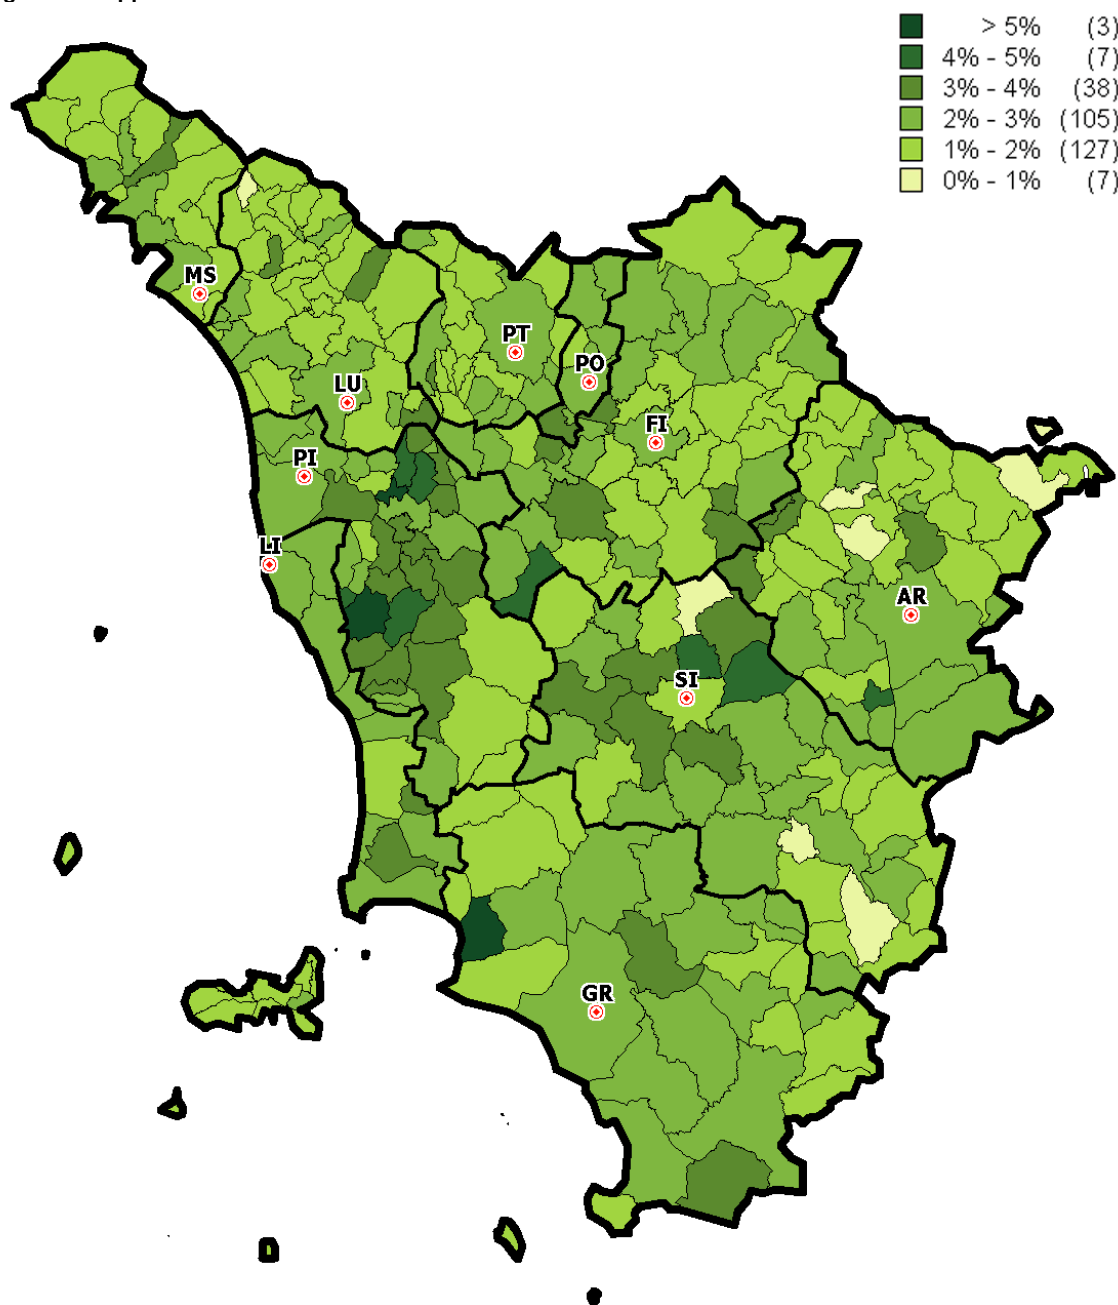 > 5% (3)
4% - 5% (7)
3% - 4% (38)
2% - 3% (105)
1% - 2% (127)
0% - 1% (7)
MS
PT
PO
LU
FI
PI
LI
AR
SI
GR